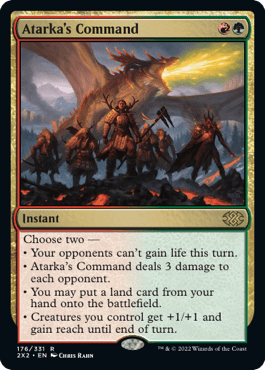 Atarka's Command
Instant
Choose two —
• Your opponents can't gain life this turn.
• Atarka's Command deals 3 damage to
each opponent.
• You may put a land card from your
hand onto the battlefield.
• Creatures you control get +1/+1 and
gain reach until end of turn.
176/331 R
2X2 • EN Chris Rahn
™ & © 2022 Wizards of the Coast